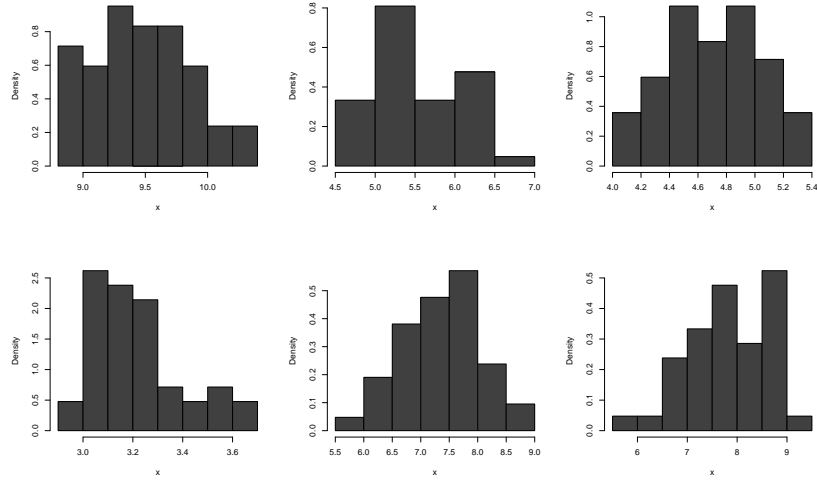 Density
0.0 0.2 0.4 0.6 0.8
9.0 9.5 10.0
x
Density
0.0 0.2 0.4 0.6 0.8
4.5 5.0 5.5 6.0 6.5 7.0
x
Density
0.0 0.2 0.4 0.6 0.8 1.0
4.0 4.2 4.4 4.6 4.8 5.0 5.2 5.4
x
Density
0.0 0.5 1.0 1.5 2.0 2.5
3.0 3.2 3.4 3.6
x
Density
0.0 0.1 0.2 0.3 0.4 0.5
5.5 6.0 6.5 7.0 7.5 8.0 8.5 9.0
x
Density
0.0 0.1 0.2 0.3 0.4 0.5
6 7 8 9
x